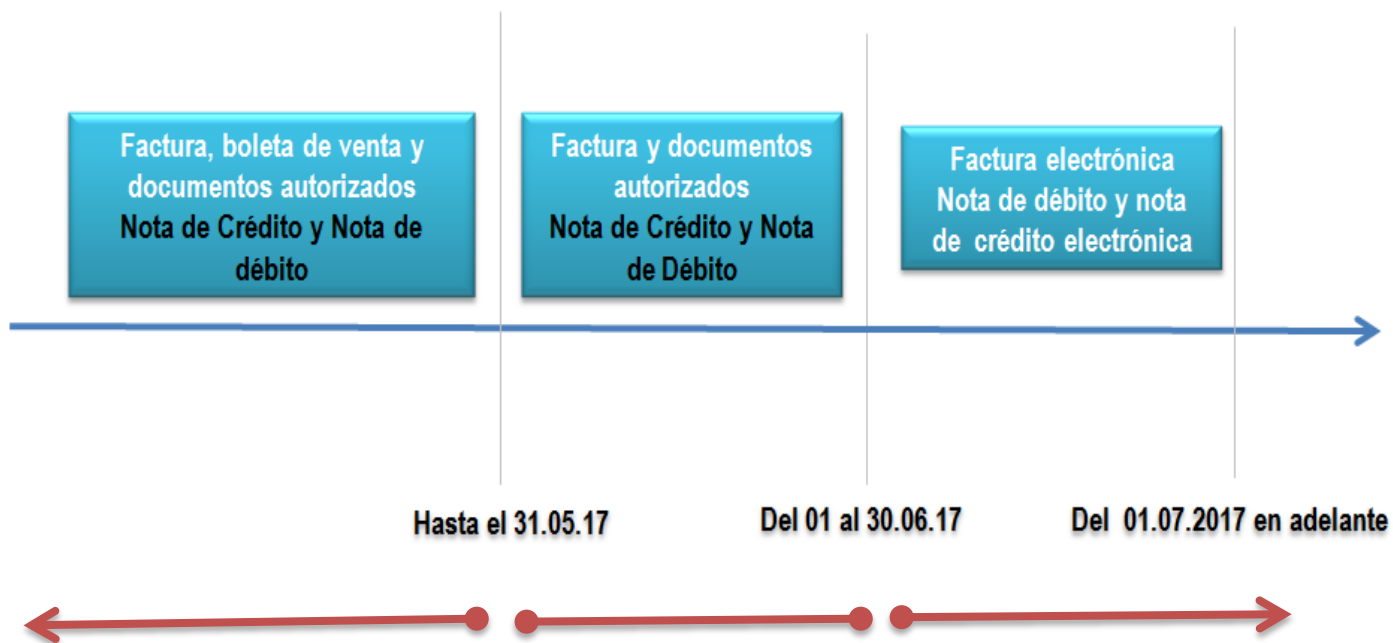 Factura, boleta de venta y
documentos autorizados
Nota de Crédito y Nota de
débito
Factura y documentos
autorizados
Nota de Crédito y Nota
de Débito
Factura electrónica
Nota de débito y nota
de crédito electrónica
Hasta el 31.05.17
Del 01 al 30.06.17
Del 01.07.2017 en adelante